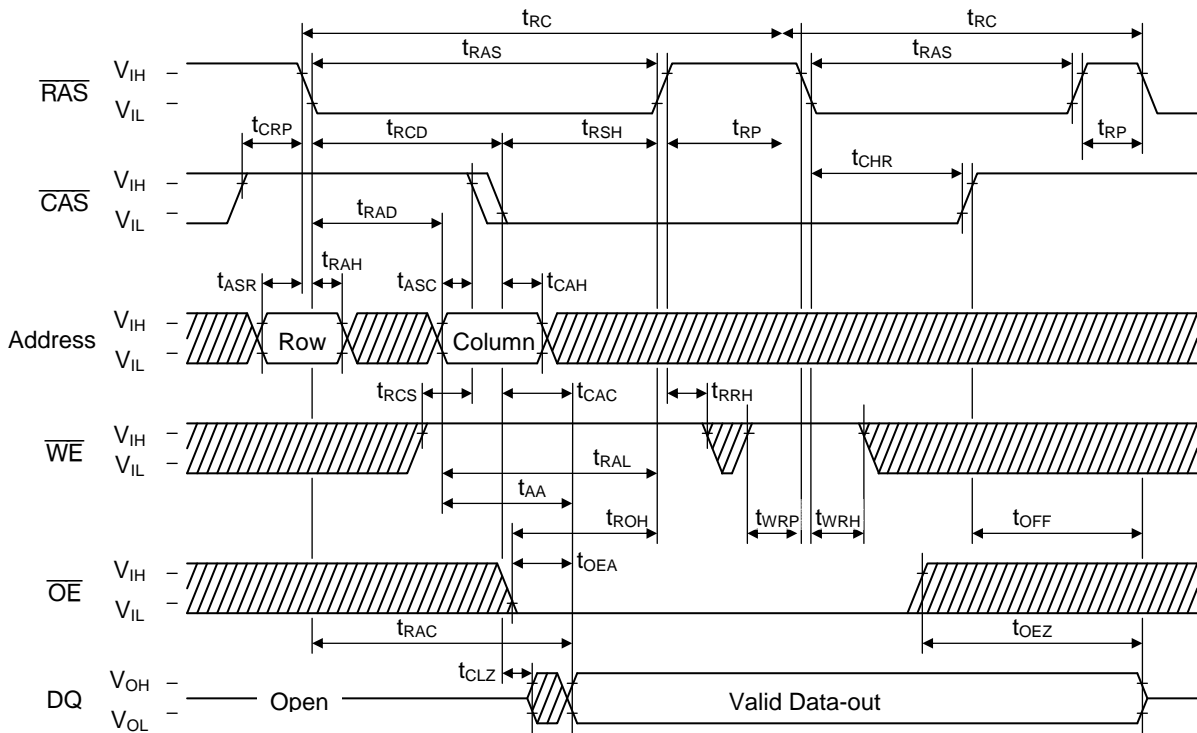 tRC tRC
tRAS tRAS
VIH
RAS
VIL
tCRP tRCD tRSH tRP tRP
tCHR
VIH
CAS
VIL
tRAD
tRAH
tASR tASC tCAH
VIH
Address Row Column
VIL
tRCS tCAC tRRH
VIH
WE
VIL
tRAL
tAA
tROH tWRP tWRH tOFF
tOEA
VIH
OE
VIL
tRAC tOEZ
tCLZ
VOH
DQ Open Valid Data-out
VOL